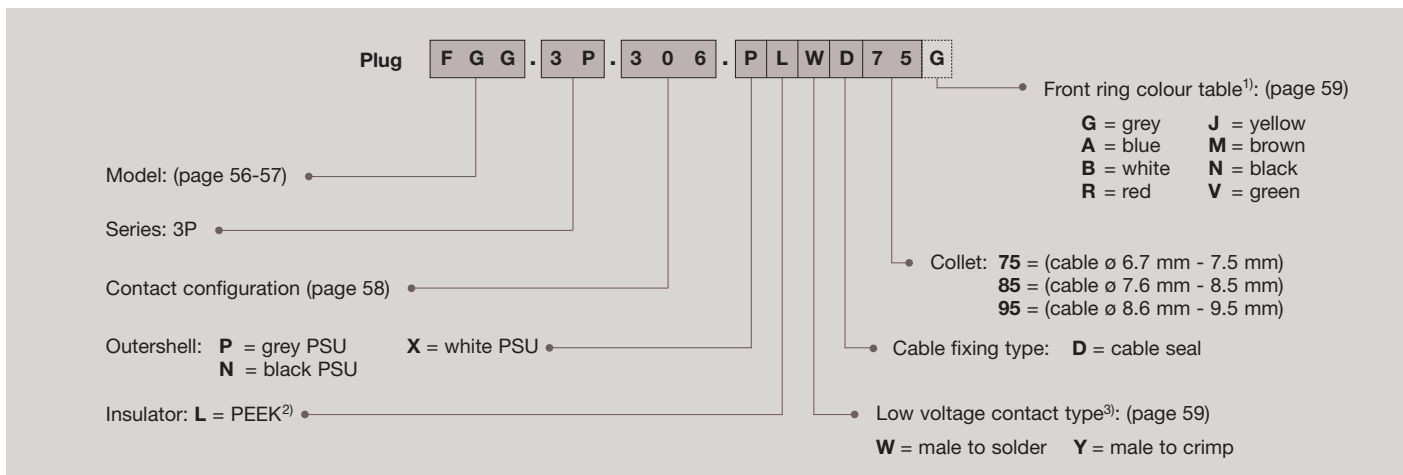 Plug F G G . 3 P . 3 0 6 . P L W D 7 5 G
Front ring colour table1): (page 59)
G = grey J = yellow
A = blue M = brown
B = white N = black
R = red V = green
Model: (page 56-57)
Series: 3P
Collet: 75 = (cable ø 6.7 mm - 7.5 mm)
85 = (cable ø 7.6 mm - 8.5 mm)
95 = (cable ø 8.6 mm - 9.5 mm)
Contact configuration (page 58)
Outershell: P = grey PSU X = white PSU
N = black PSU
Cable fixing type: D = cable seal
Insulator: L = PEEK2)
Low voltage contact type3): (page 59)
W = male to solder Y = male to crimp